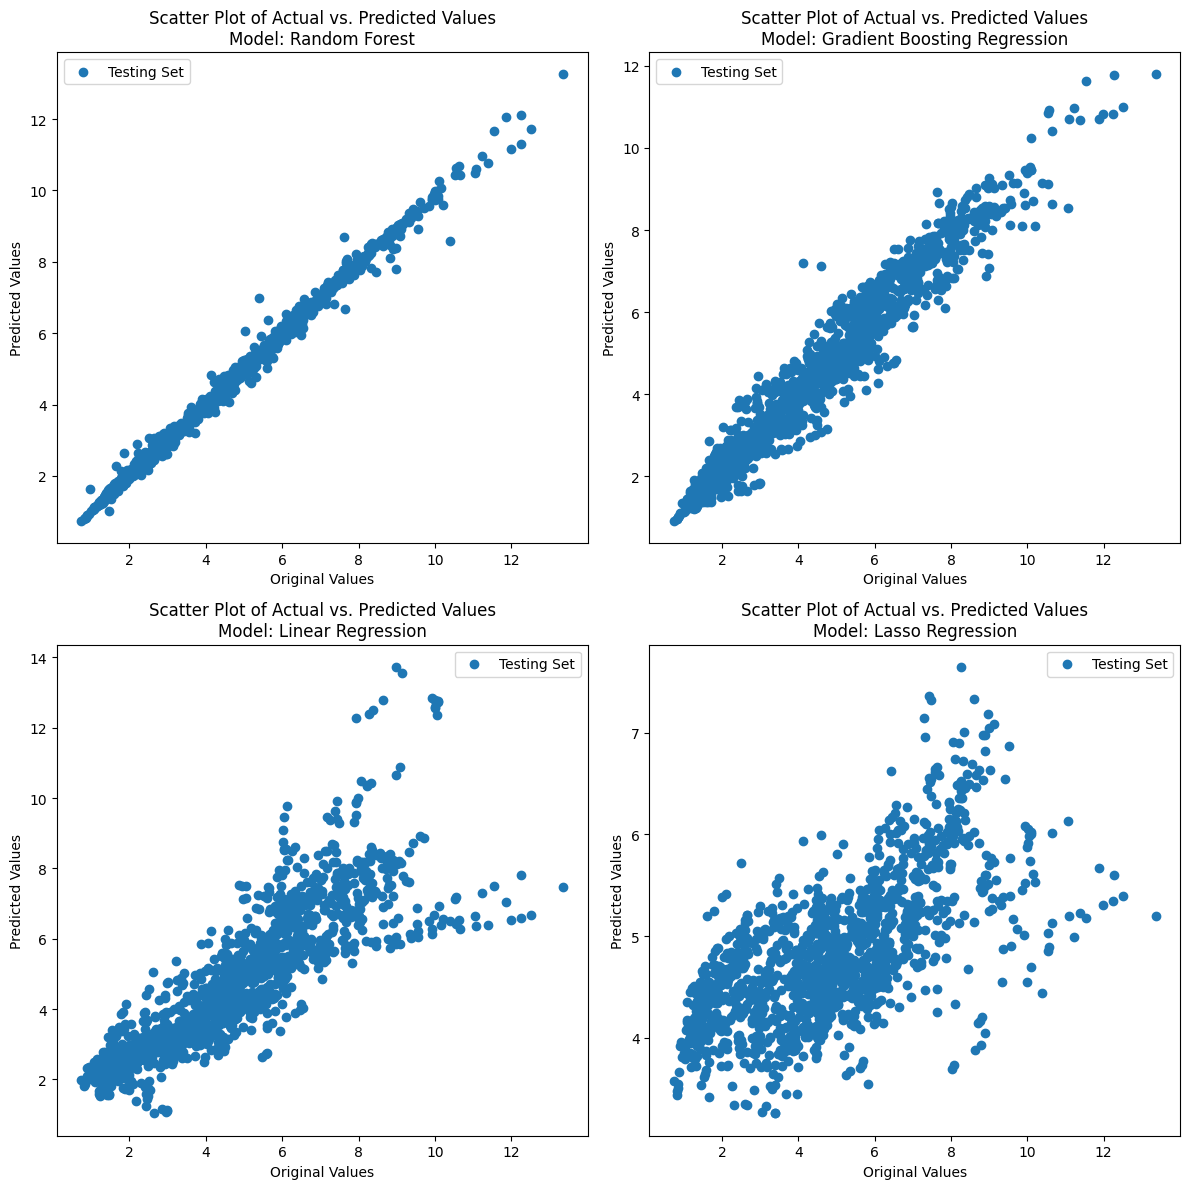 Scatter Plot of Actual vs. Predicted Values
Model: Random Forest
Testing Set
12
10
8
6
4
2
Predicted Values
2 4 6 8 10 12
Original Values
Scatter Plot of Actual vs. Predicted Values
Model: Gradient Boosting Regression
Testing Set
12
10
8
6
4
2
Predicted Values
2 4 6 8 10 12
Original Values
Scatter Plot of Actual vs. Predicted Values
Model: Linear Regression
Testing Set
14
12
10
8
6
4
2
Predicted Values
2 4 6 8 10 12
Original Values
Scatter Plot of Actual vs. Predicted Values
Model: Lasso Regression
Testing Set
7
6
5
4
Predicted Values
2 4 6 8 10 12
Original Values